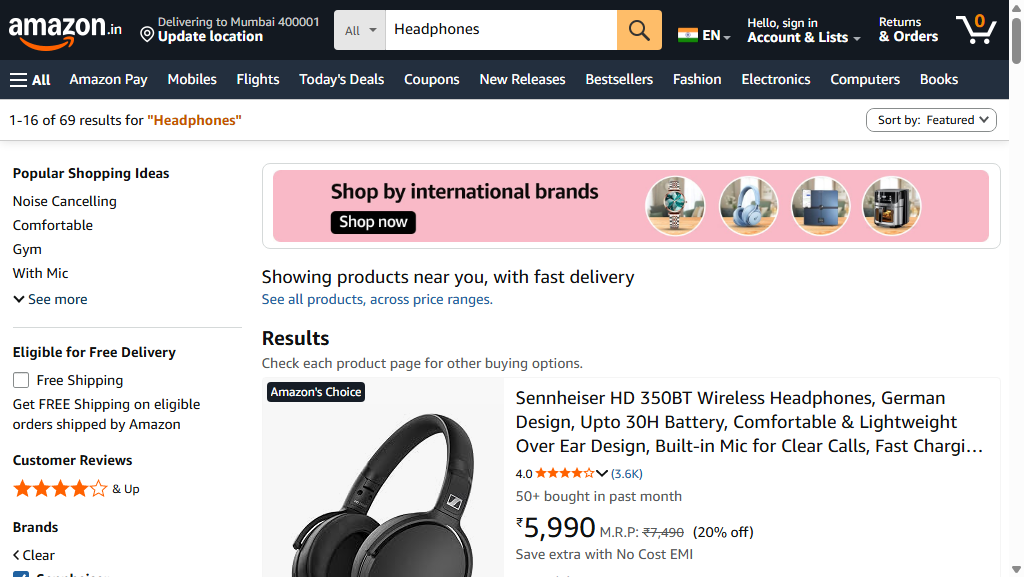 amazon.in
Delivering to Mumbai 400001
Update location
All
Headphones
EN
Hello, sign in
Account & Lists
Returns
& Orders
0
All
Amazon Pay
Mobiles
Flights
Today's Deals
Coupons
New Releases
Bestsellers
Fashion
Electronics
Computers
Books
1-16 of 69 results for "Headphones"
Sort by: Featured
Popular Shopping Ideas
Noise Cancelling
Comfortable
Gym
With Mic
See more
Eligible for Free Delivery
Free Shipping
Get FREE Shipping on eligible
orders shipped by Amazon
Customer Reviews
& Up
Brands
Clear
Sennheiser
Shop by international brands
Shop now
Showing products near you, with fast delivery
See all products, across price ranges.
Results
Check each product page for other buying options.
Amazon's Choice
Sennheiser HD 350BT Wireless Headphones, German
Design, Upto 30H Battery, Comfortable & Lightweight
Over Ear Design, Built-in Mic for Clear Calls, Fast Chargi…
4.0 (3.6K)
50+ bought in past month
₹5,990 M.R.P: ₹7,490 (20% off)
Save extra with No Cost EMI